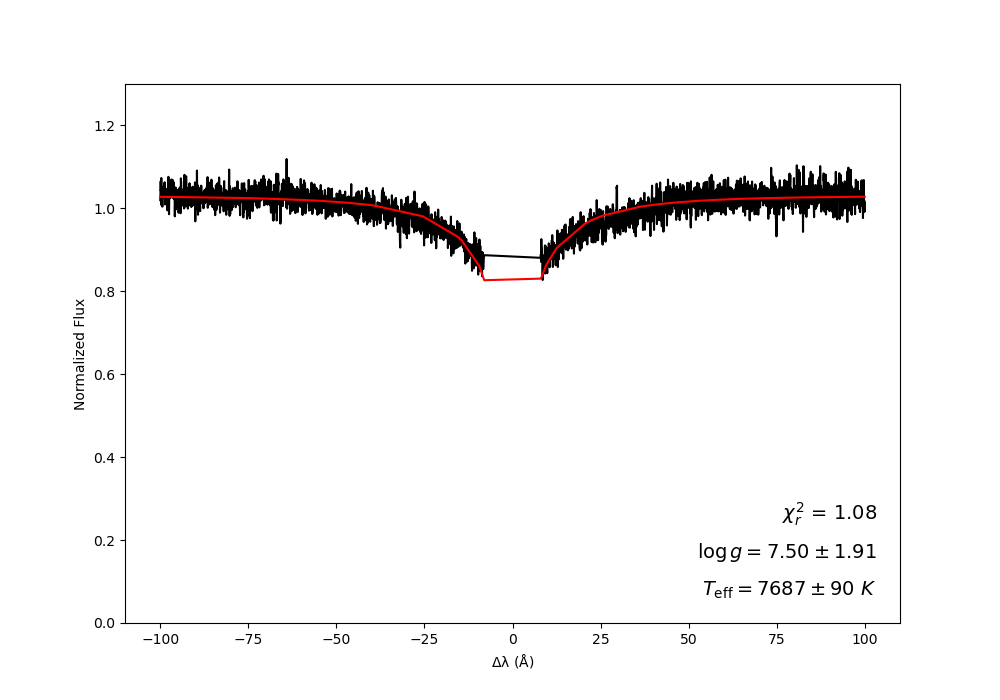 1.2
1.0
0.8
0.6
0.4
0.2
0.0
Normalized Flux
χ²ᵣ = 1.08
log g = 7.50 ± 1.91
T_eff = 7687 ± 90 K
−100 −75 −50 −25 0 25 50 75 100
Δλ (Å)